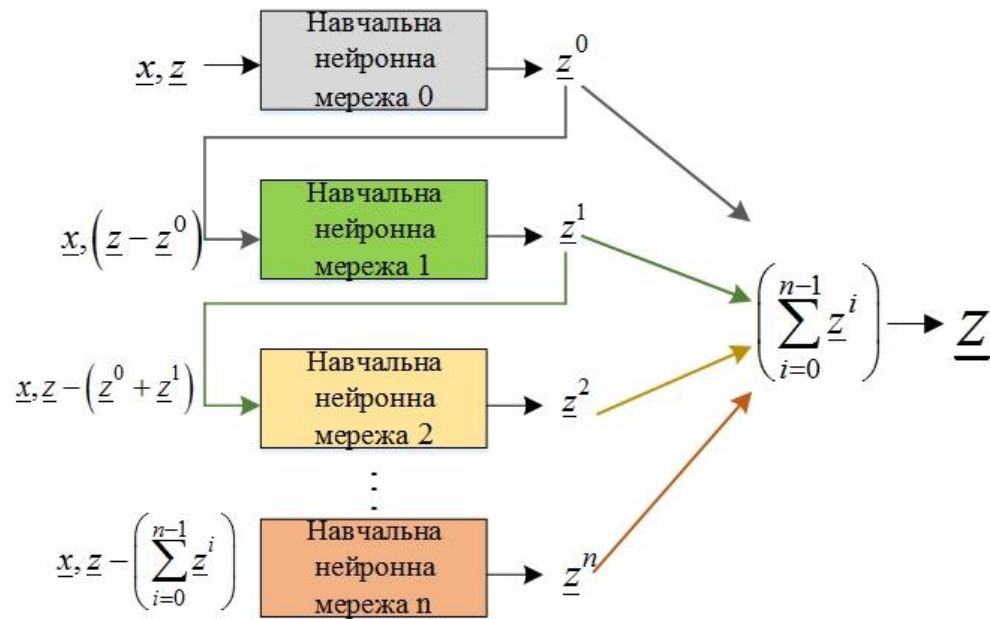 Навчальна
нейронна
мережа 0
x, z
z^0
Навчальна
нейронна
мережа 1
x, (z − z^0)
z^1
Навчальна
нейронна
мережа 2
x, z − (z^0 + z^1)
z^2
(∑_{i=0}^{n−1} z^i)
Z
⋮
Навчальна
нейронна
мережа n
x, z − (∑_{i=0}^{n−1} z^i)
z^n